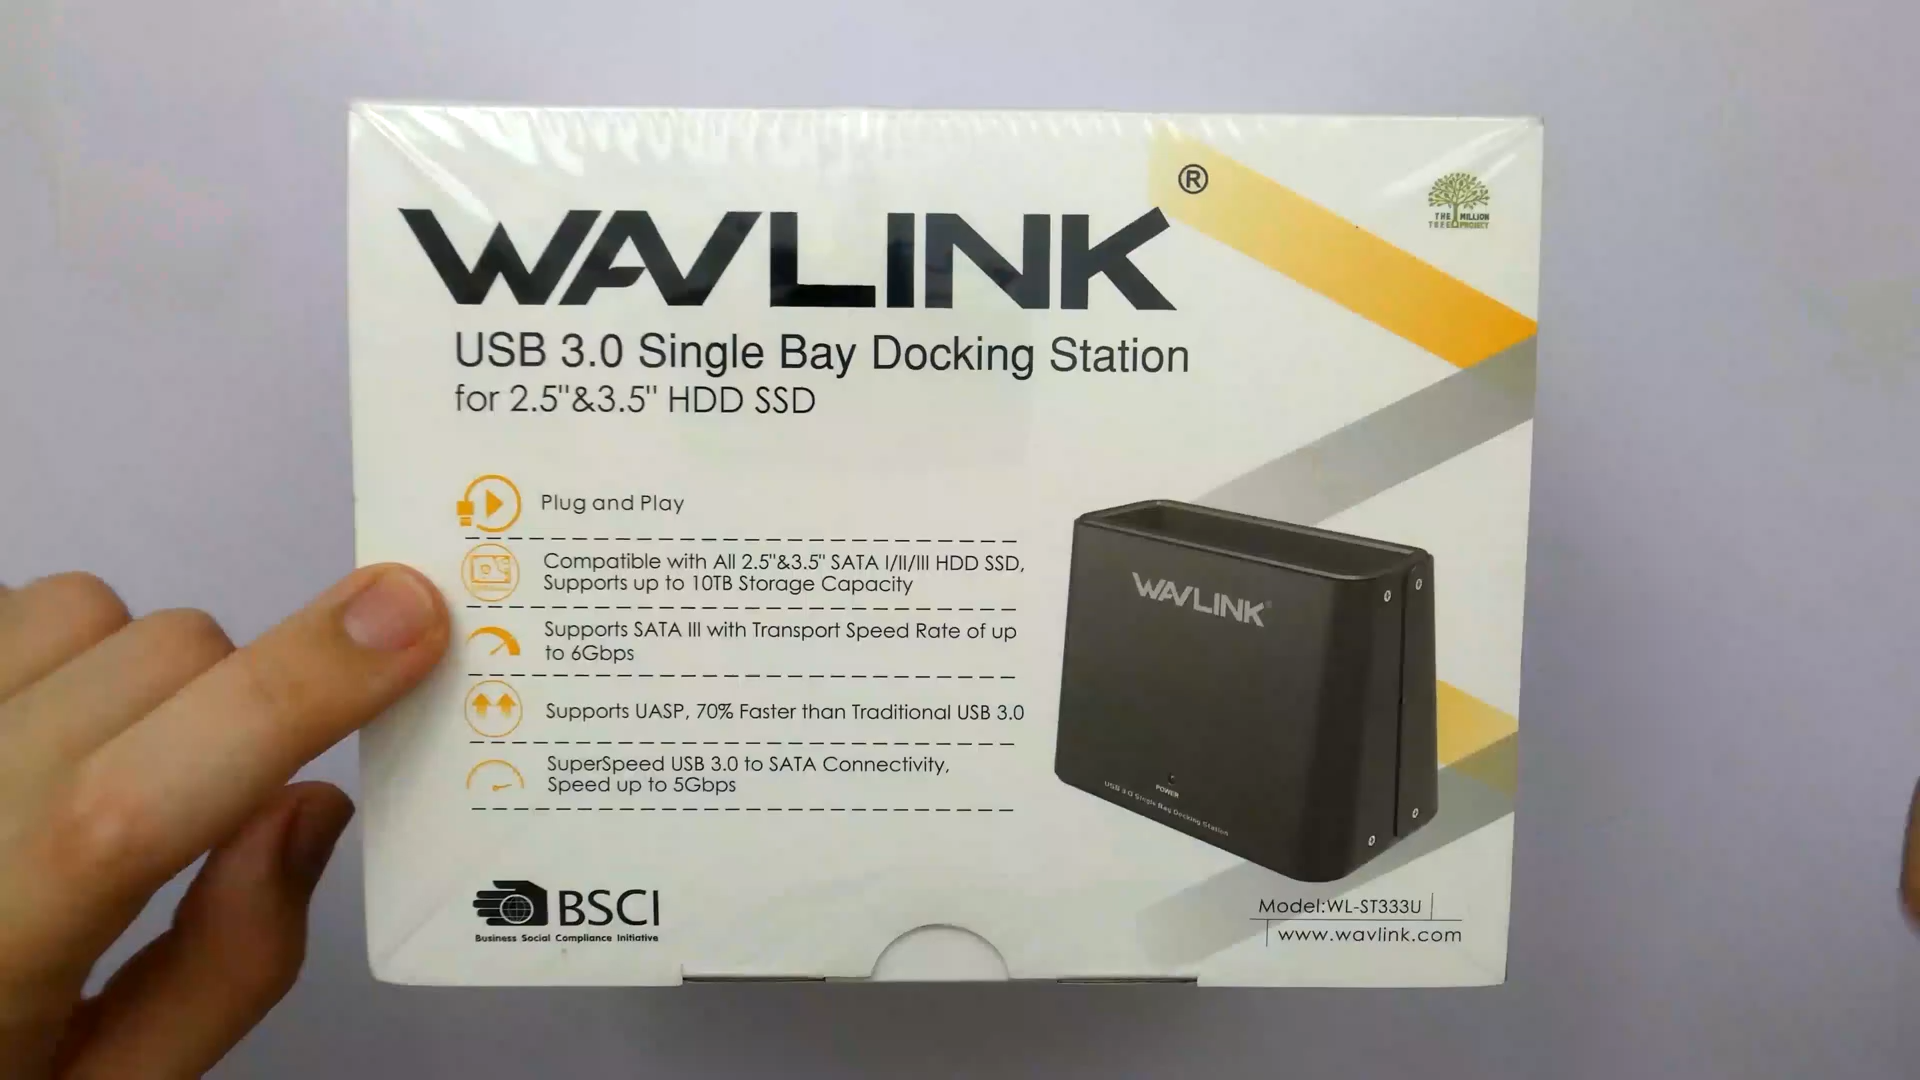 WAVLINK®
THE MILLION
TREE PROJECT
USB 3.0 Single Bay Docking Station
for 2.5"&3.5" HDD SSD
Plug and Play
Compatible with All 2.5"&3.5" SATA I/II/III HDD SSD,
Supports up to 10TB Storage Capacity
Supports SATA III with Transport Speed Rate of up
to 6Gbps
Supports UASP, 70% Faster than Traditional USB 3.0
SuperSpeed USB 3.0 to SATA Connectivity,
Speed up to 5Gbps
WAVLINK
POWER
USB 3.0 Single Bay Docking Station
BSCI
Business Social Compliance Initiative
Model:WL-ST333U
www.wavlink.com